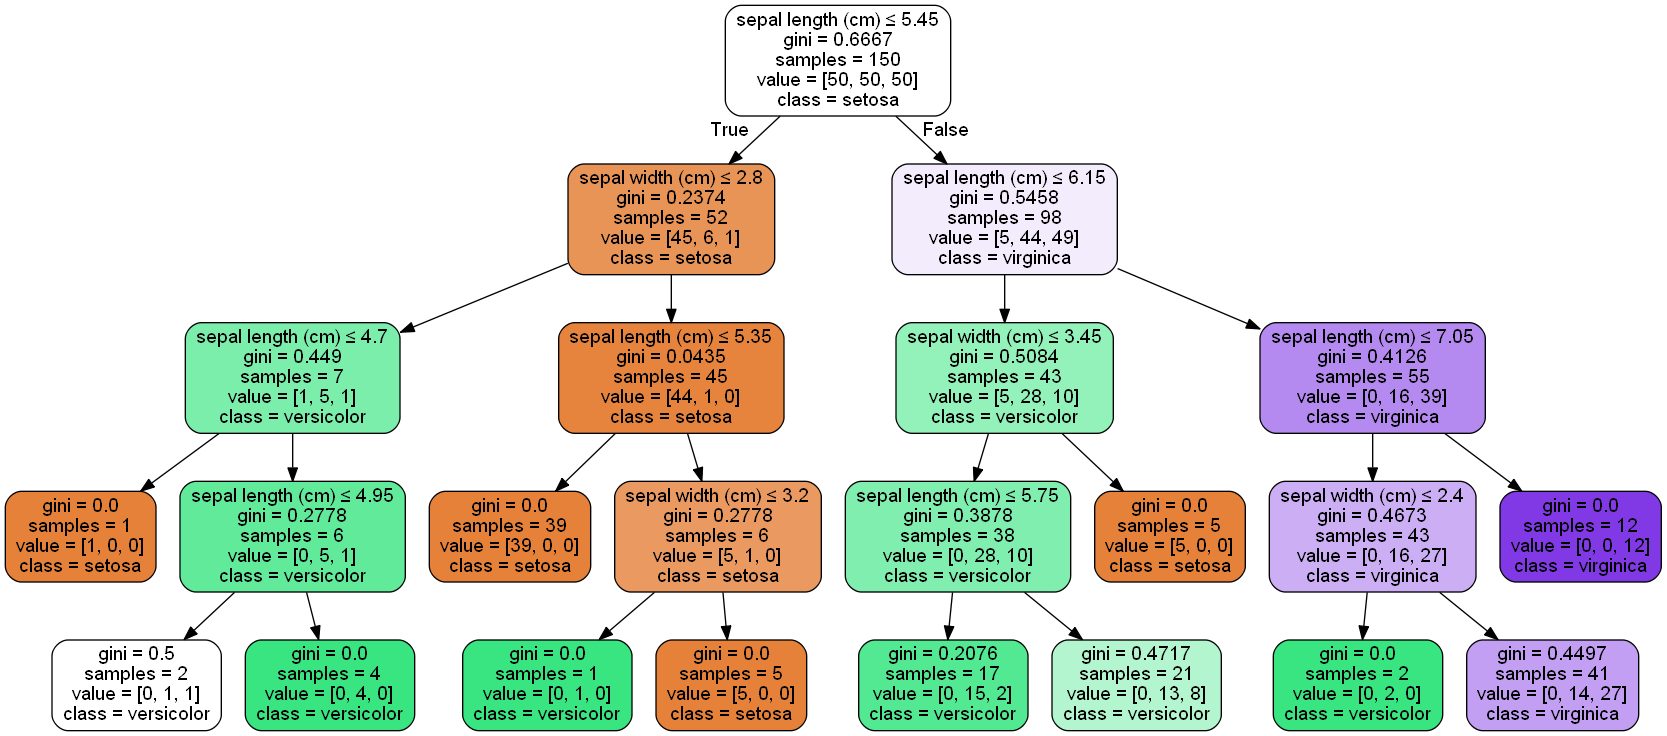 sepal length (cm) ≤ 5.45
gini = 0.6667
samples = 150
value = [50, 50, 50]
class = setosa
True
False
sepal width (cm) ≤ 2.8
gini = 0.2374
samples = 52
value = [45, 6, 1]
class = setosa
sepal length (cm) ≤ 6.15
gini = 0.5458
samples = 98
value = [5, 44, 49]
class = virginica
sepal length (cm) ≤ 4.7
gini = 0.449
samples = 7
value = [1, 5, 1]
class = versicolor
sepal length (cm) ≤ 5.35
gini = 0.0435
samples = 45
value = [44, 1, 0]
class = setosa
sepal width (cm) ≤ 3.45
gini = 0.5084
samples = 43
value = [5, 28, 10]
class = versicolor
sepal length (cm) ≤ 7.05
gini = 0.4126
samples = 55
value = [0, 16, 39]
class = virginica
gini = 0.0
samples = 1
value = [1, 0, 0]
class = setosa
sepal length (cm) ≤ 4.95
gini = 0.2778
samples = 6
value = [0, 5, 1]
class = versicolor
gini = 0.0
samples = 39
value = [39, 0, 0]
class = setosa
sepal width (cm) ≤ 3.2
gini = 0.2778
samples = 6
value = [5, 1, 0]
class = setosa
sepal length (cm) ≤ 5.75
gini = 0.3878
samples = 38
value = [0, 28, 10]
class = versicolor
gini = 0.0
samples = 5
value = [5, 0, 0]
class = setosa
sepal width (cm) ≤ 2.4
gini = 0.4673
samples = 43
value = [0, 16, 27]
class = virginica
gini = 0.0
samples = 12
value = [0, 0, 12]
class = virginica
gini = 0.5
samples = 2
value = [0, 1, 1]
class = versicolor
gini = 0.0
samples = 4
value = [0, 4, 0]
class = versicolor
gini = 0.0
samples = 1
value = [0, 1, 0]
class = versicolor
gini = 0.0
samples = 5
value = [5, 0, 0]
class = setosa
gini = 0.2076
samples = 17
value = [0, 15, 2]
class = versicolor
gini = 0.4717
samples = 21
value = [0, 13, 8]
class = versicolor
gini = 0.0
samples = 2
value = [0, 2, 0]
class = versicolor
gini = 0.4497
samples = 41
value = [0, 14, 27]
class = virginica